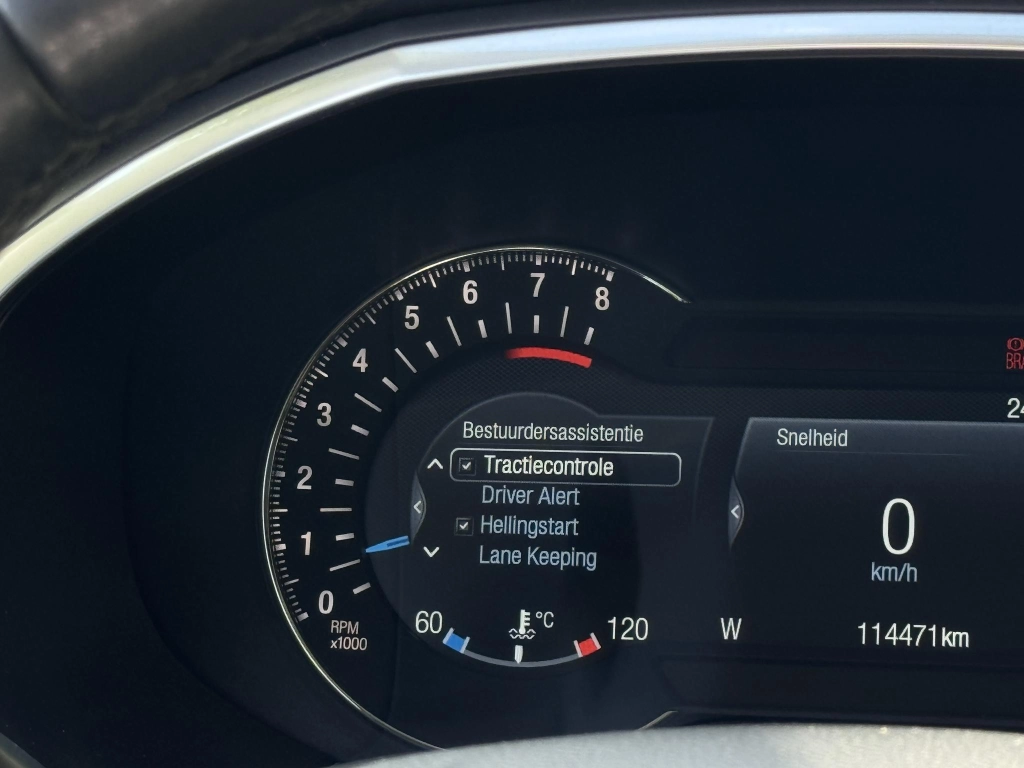 8
7
6
5
4
3
2
1
0
RPM
x1000
Bestuurdersassistentie
Tractiecontrole
Driver Alert
Hellingstart
Lane Keeping
60
°C
120
24
Snelheid
0
km/h
W
114471km